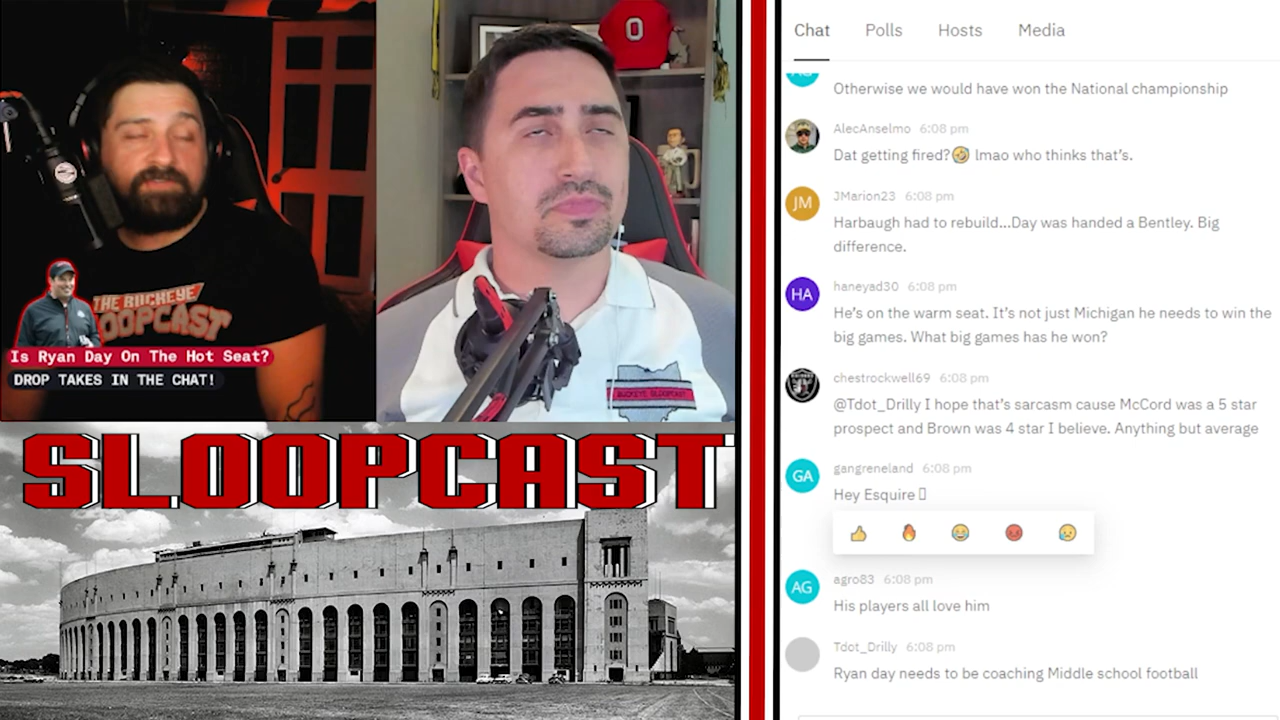 O
THE BUCKEYE
SLOOPCAST
BUCKEYE SLOOPCAST
Is Ryan Day On The Hot Seat?
DROP TAKES IN THE CHAT!
SLOOPCAST
Chat Polls Hosts Media
AG
Otherwise we would have won the National championship
AlecAnselmo 6:08 pm
Dat getting fired?🤣 lmao who thinks that's.
JM
JMarion23 6:08 pm
Harbaugh had to rebuild...Day was handed a Bentley. Big
difference.
HA
haneyad30 6:08 pm
He's on the warm seat. It's not just Michigan he needs to win the
big games. What big games has he won?
chestrockwell69 6:08 pm
@Tdot_Drilly I hope that's sarcasm cause McCord was a 5 star
prospect and Brown was 4 star I believe. Anything but average
GA
gangreneland 6:08 pm
Hey Esquire
AG
agro83 6:08 pm
His players all love him
Tdot_Drilly 6:08 pm
Ryan day needs to be coaching Middle school football